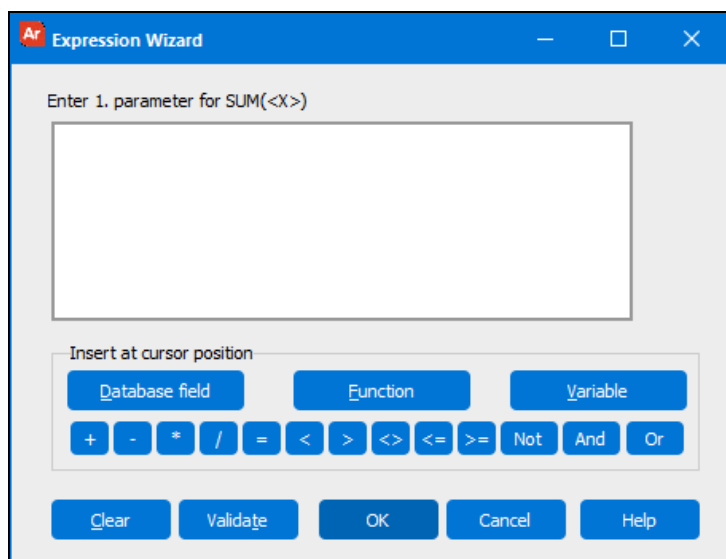 Ar Expression Wizard
Enter 1. parameter for SUM(<X>)
Insert at cursor position
Database field Function Variable
+ - * / = < > <> <= >= Not And Or
Clear Validate OK Cancel Help